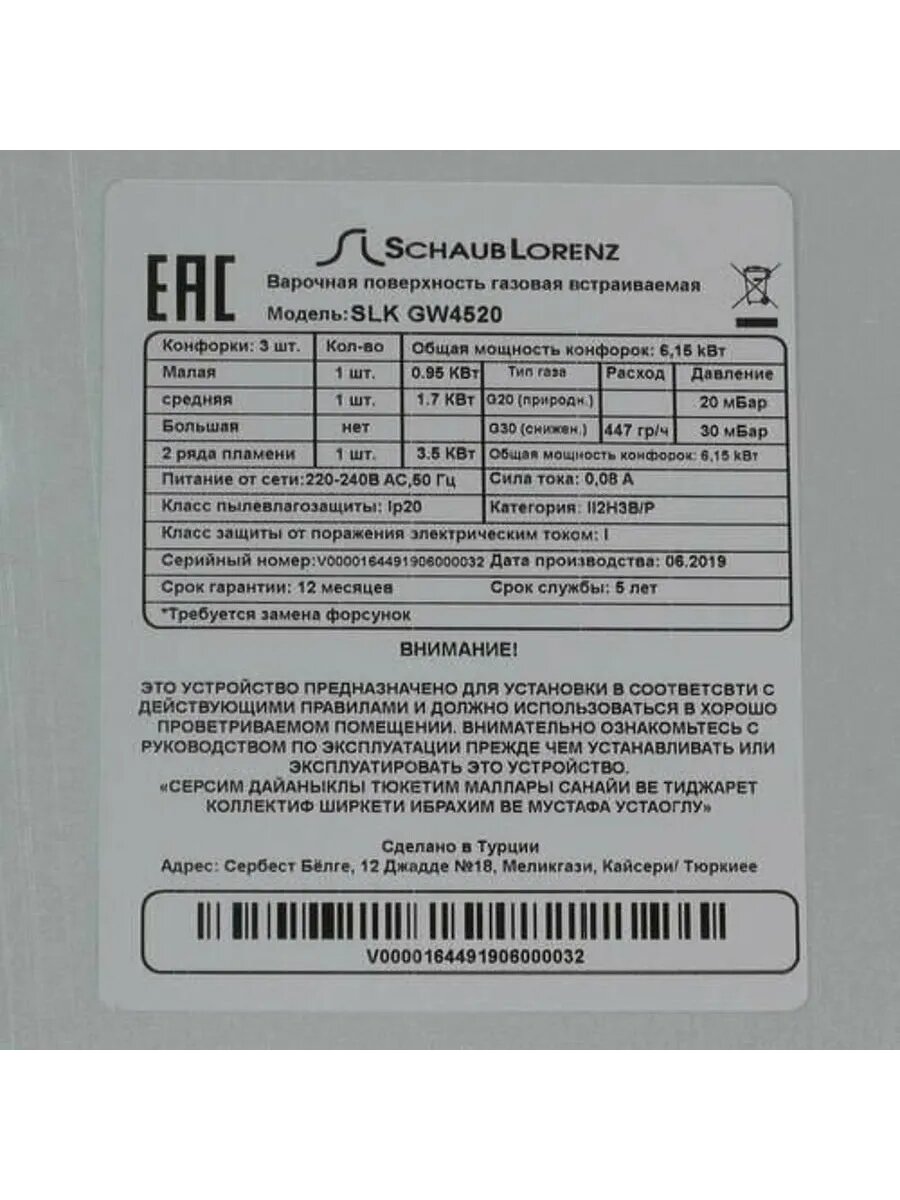 EAC
SCHAUB LORENZ
Варочная поверхность газовая встраиваемая
Модель: SLK GW4520
Конфорки: 3 шт. Кол-во Общая мощность конфорок: 6,15 kВт
Малая 1 шт. 0.95 КВт Тип газа Расход Давление
средняя 1 шт. 1.7 КВт G20 (природн.) 20 мБар
Большая нет G30 (снижен.) 447 гр/ч 30 мБар
2 ряда пламени 1 шт. 3.5 КВт Общая мощность конфорок: 6,15 kВт
Питание от сети:220-240В АС,50 Гц Сила тока: 0,08 А
Класс пылевлагозащиты: Ip20 Категория: II2H3B/P
Класс защиты от поражения электрическим током: I
Серийный номер:V0000164491906000032 Дата производства: 06.2019
Срок гарантии: 12 месяцев Срок службы: 5 лет
*Требуется замена форсунок
ВНИМАНИЕ!
ЭТО УСТРОЙСТВО ПРЕДНАЗНАЧЕНО ДЛЯ УСТАНОВКИ В СООТВЕТСВТИ С
ДЕЙСТВУЮЩИМИ ПРАВИЛАМИ И ДОЛЖНО ИСПОЛЬЗОВАТЬСЯ В ХОРОШО
ПРОВЕТРИВАЕМОМ ПОМЕЩЕНИИ. ВНИМАТЕЛЬНО ОЗНАКОМЬТЕСЬ С
РУКОВОДСТВОМ ПО ЭКСПЛУАТАЦИИ ПРЕЖДЕ ЧЕМ УСТАНАВЛИВАТЬ ИЛИ
ЭКСПЛУАТИРОВАТЬ ЭТО УСТРОЙСТВО.
«СЕРСИМ ДАЙАНЫКЛЫ ТЮКЕТИМ МАЛЛАРЫ САНАЙИ ВЕ ТИДЖАРЕТ
КОЛЛЕКТИФ ШИРКЕТИ ИБРАХИМ ВЕ МУСТАФА УСТАОГЛУ»
Сделано в Турции
Адрес: Сербест Бёлге, 12 Джадде №18, Меликгази, Кайсери/ Тюркиее
V0000164491906000032